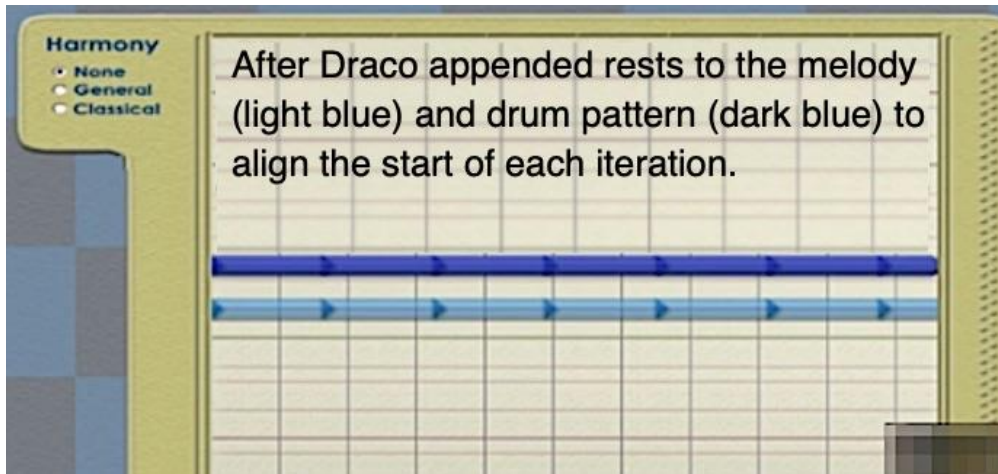 Harmony
None
General
Classical
After Draco appended rests to the melody
(light blue) and drum pattern (dark blue) to
align the start of each iteration.